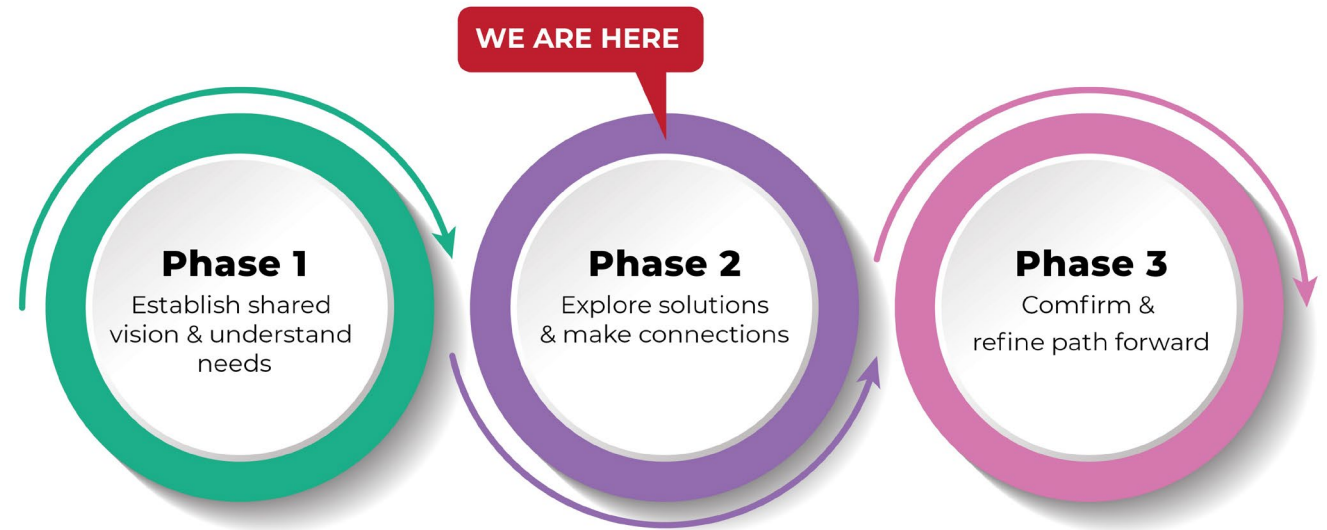 WE ARE HERE
Phase 1
Establish shared
vision & understand
needs
Phase 2
Explore solutions
& make connections
Phase 3
Comfirm &
refine path forward